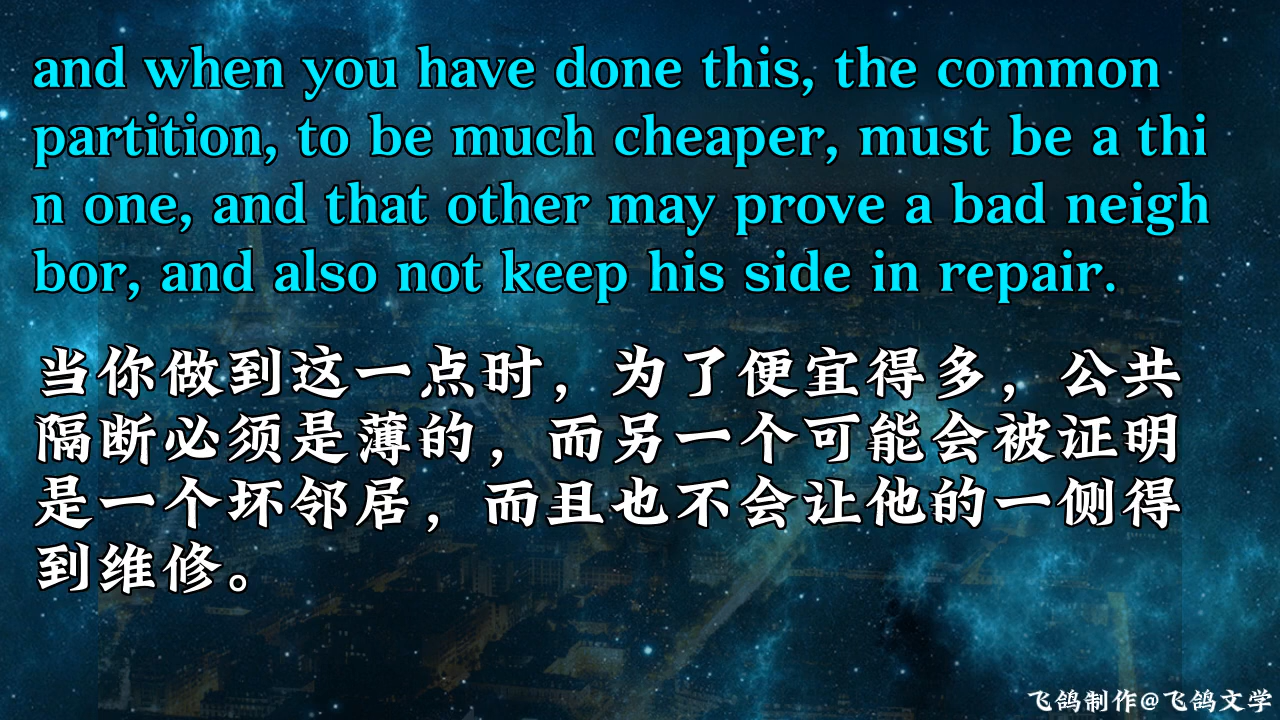 and when you have done this, the common
partition, to be much cheaper, must be a thi
n one, and that other may prove a bad neigh
bor, and also not keep his side in repair.
当你做到这一点时，为了便宜得多，公共
隔断必须是薄的，而另一个可能会被证明
是一个坏邻居，而且也不会让他的一侧得
到维修。
飞鸽制作@飞鸽文学